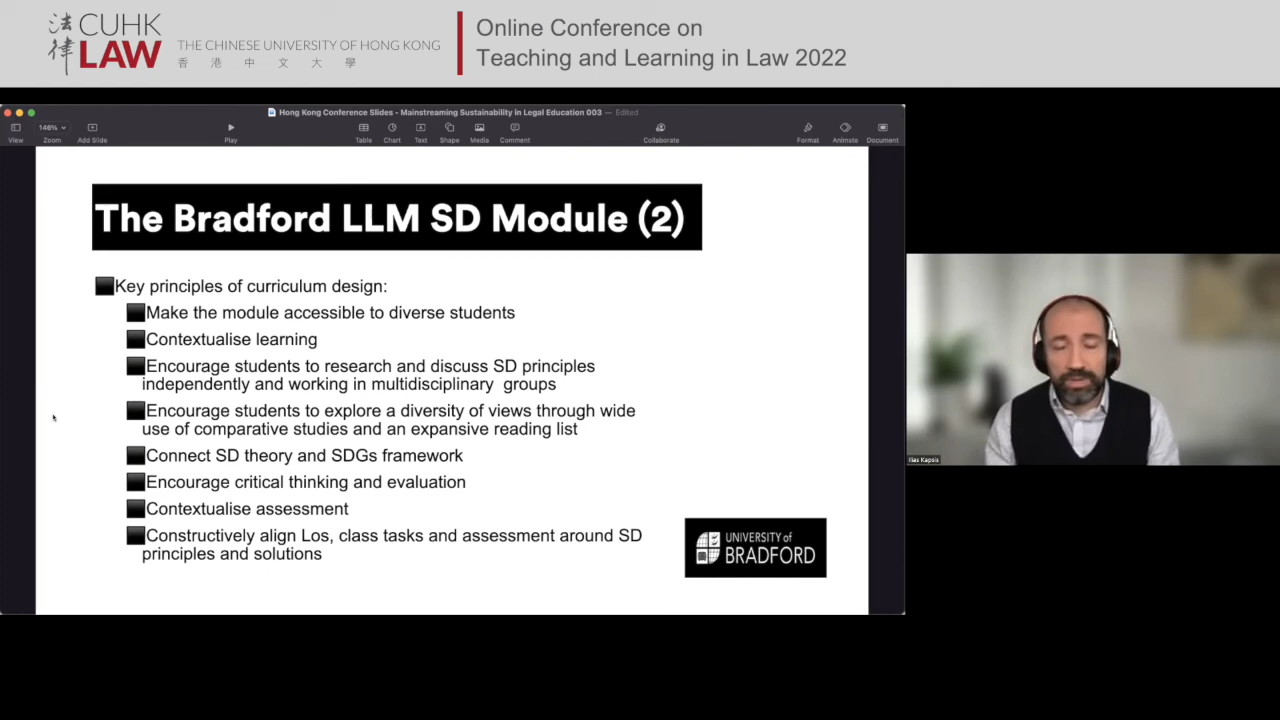 法律
CUHK
LAW
THE CHINESE UNIVERSITY OF HONG KONG
香港中文大學
Online Conference on
Teaching and Learning in Law 2022
Hong Kong Conference Slides - Mainstreaming Sustainability in Legal Education 003 — Edited
148%
View
Zoom
Add Slide
Play
Table
Chart
Text
Shape
Media
Comment
Collaborate
Format
Animate
Document
The Bradford LLM SD Module (2)
Key principles of curriculum design:
Make the module accessible to diverse students
Contextualise learning
Encourage students to research and discuss SD principles
independently and working in multidisciplinary groups
Encourage students to explore a diversity of views through wide
use of comparative studies and an expansive reading list
Connect SD theory and SDGs framework
Encourage critical thinking and evaluation
Contextualise assessment
Constructively align Los, class tasks and assessment around SD
principles and solutions
UNIVERSITY of
BRADFORD
Ilias Kapsis